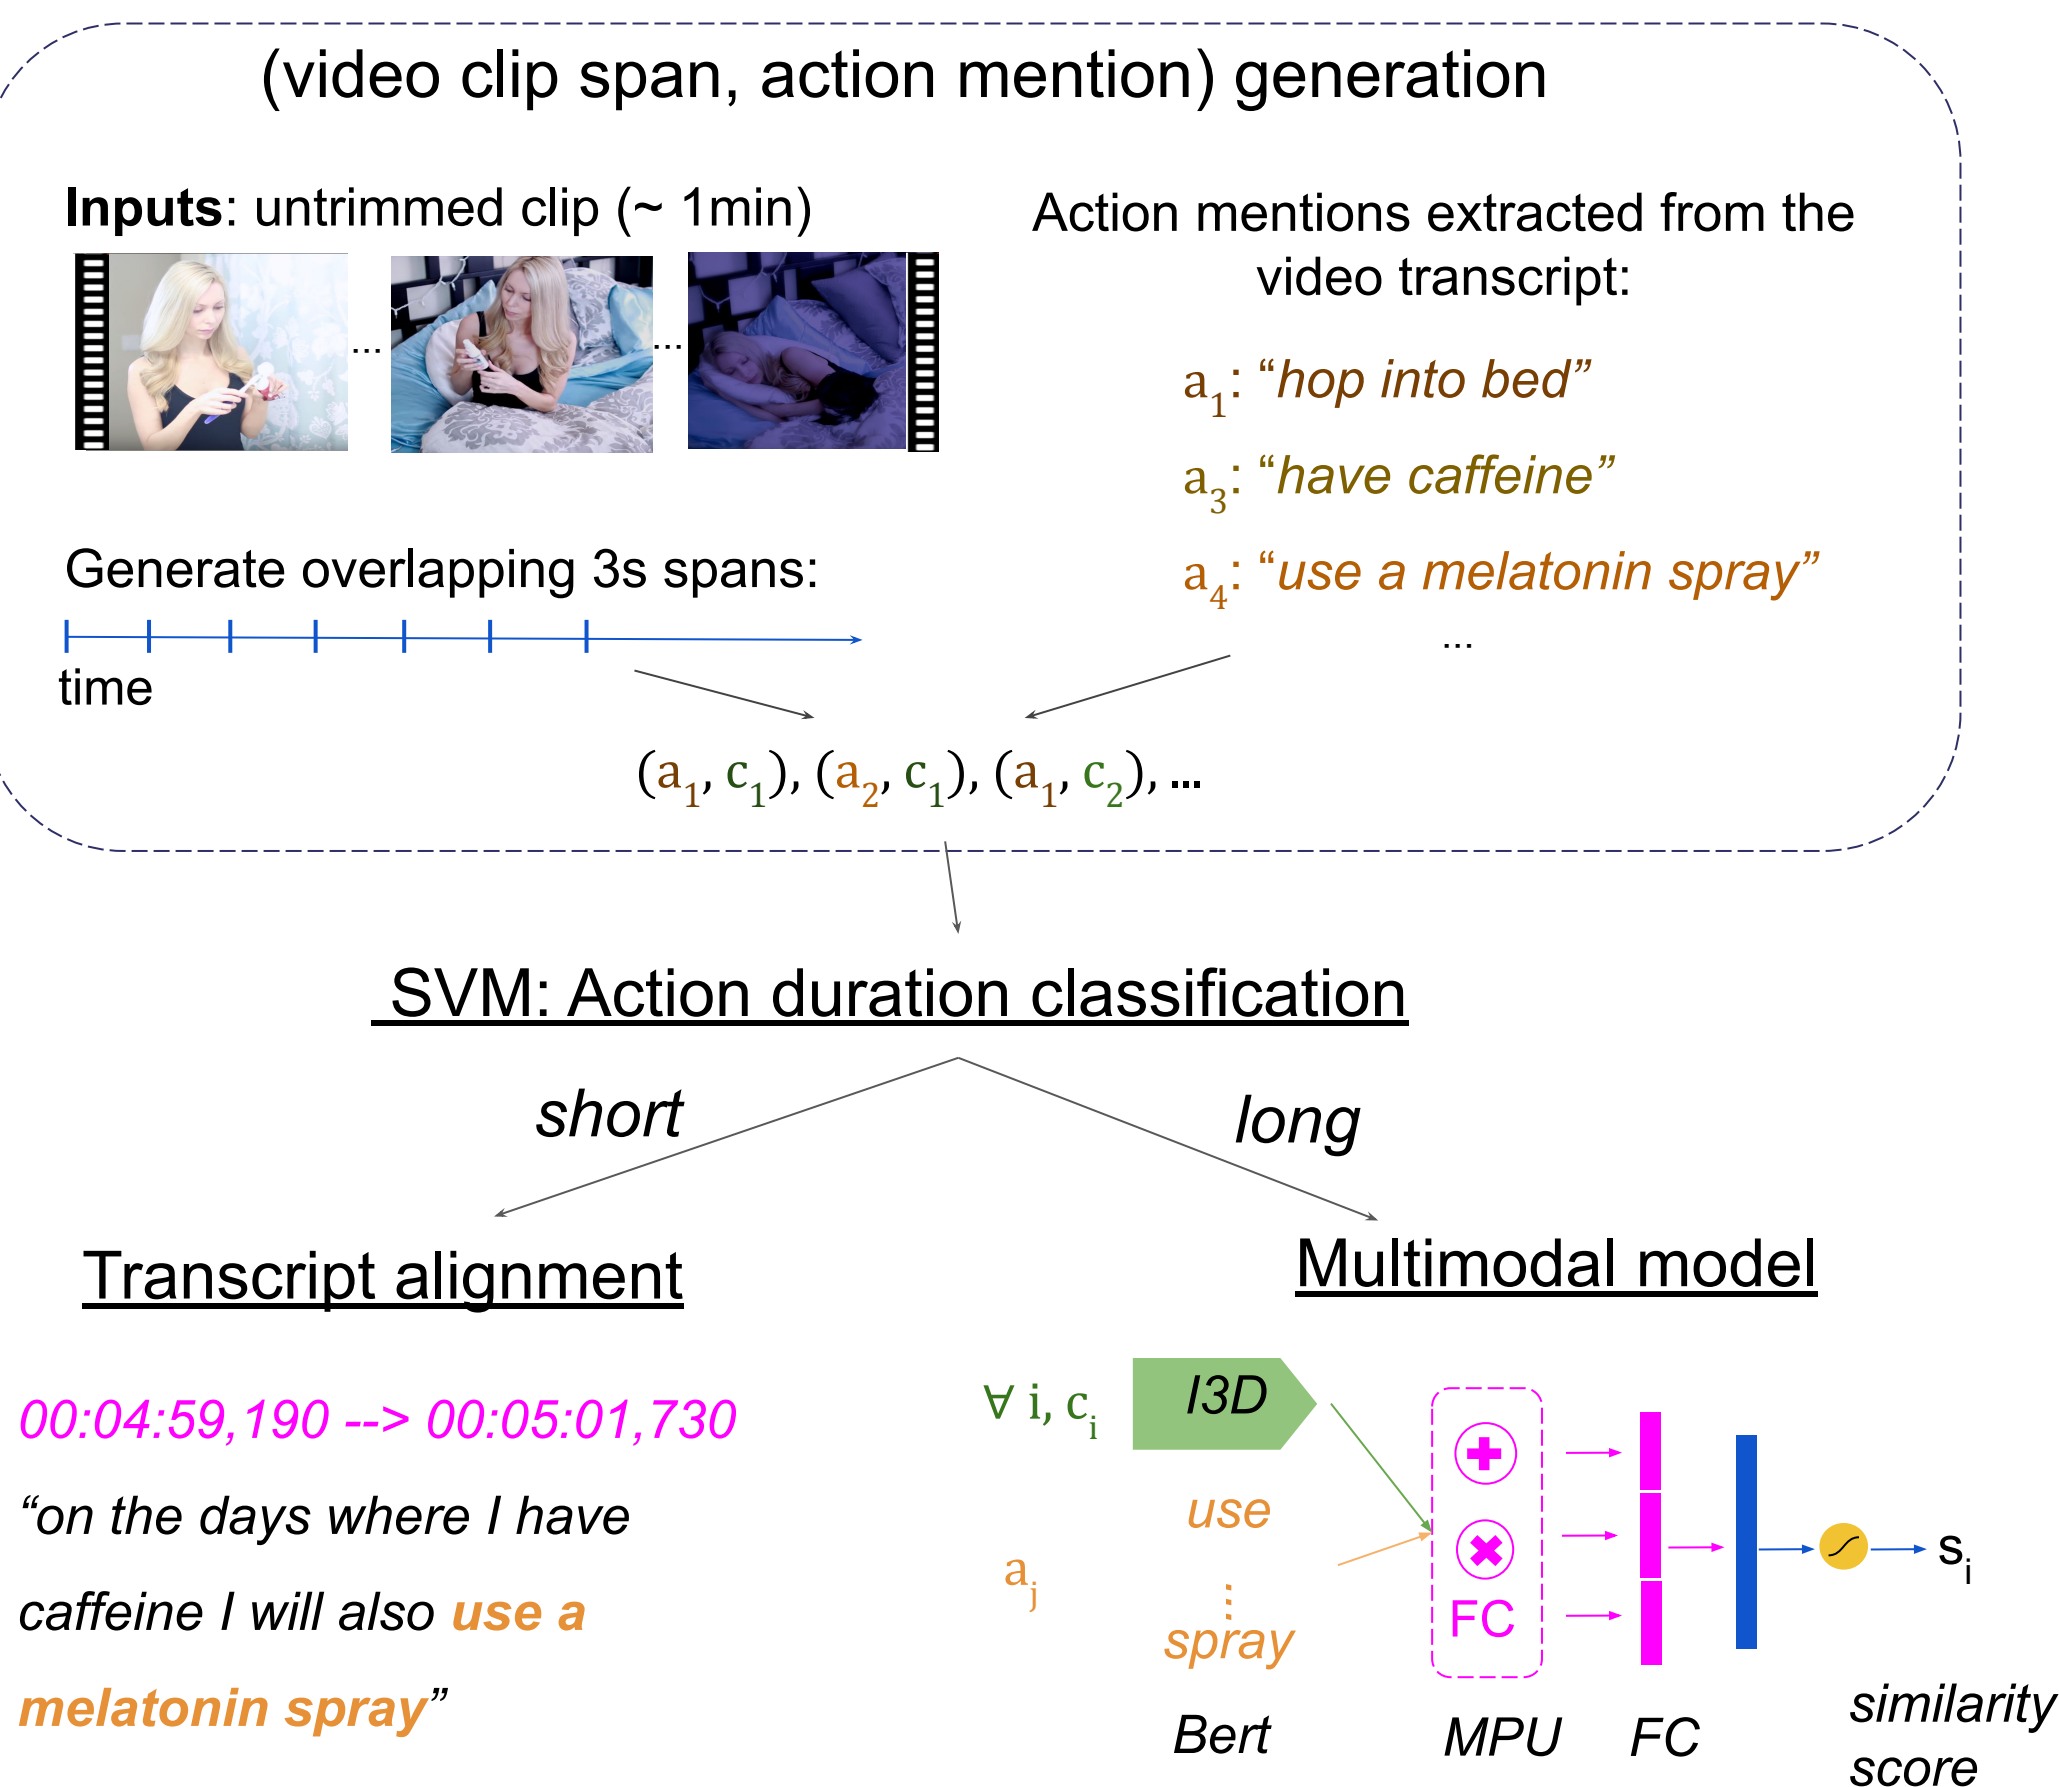 (video clip span, action mention) generation
Inputs: untrimmed clip (~ 1min)
... ...
Generate overlapping 3s spans:
time
Action mentions extracted from the
video transcript:
a1: “hop into bed”
a3: “have caffeine”
a4: “use a melatonin spray”
...
(a1, c1), (a2, c1), (a1, c2), ...
SVM: Action duration classification
short
long
Transcript alignment
00:04:59,190 --> 00:05:01,730
“on the days where I have
caffeine I will also use a
melatonin spray”
Multimodal model
∀ i, ci
I3D
aj
use
⋮
spray
Bert
FC
MPU
FC
si
similarity
score